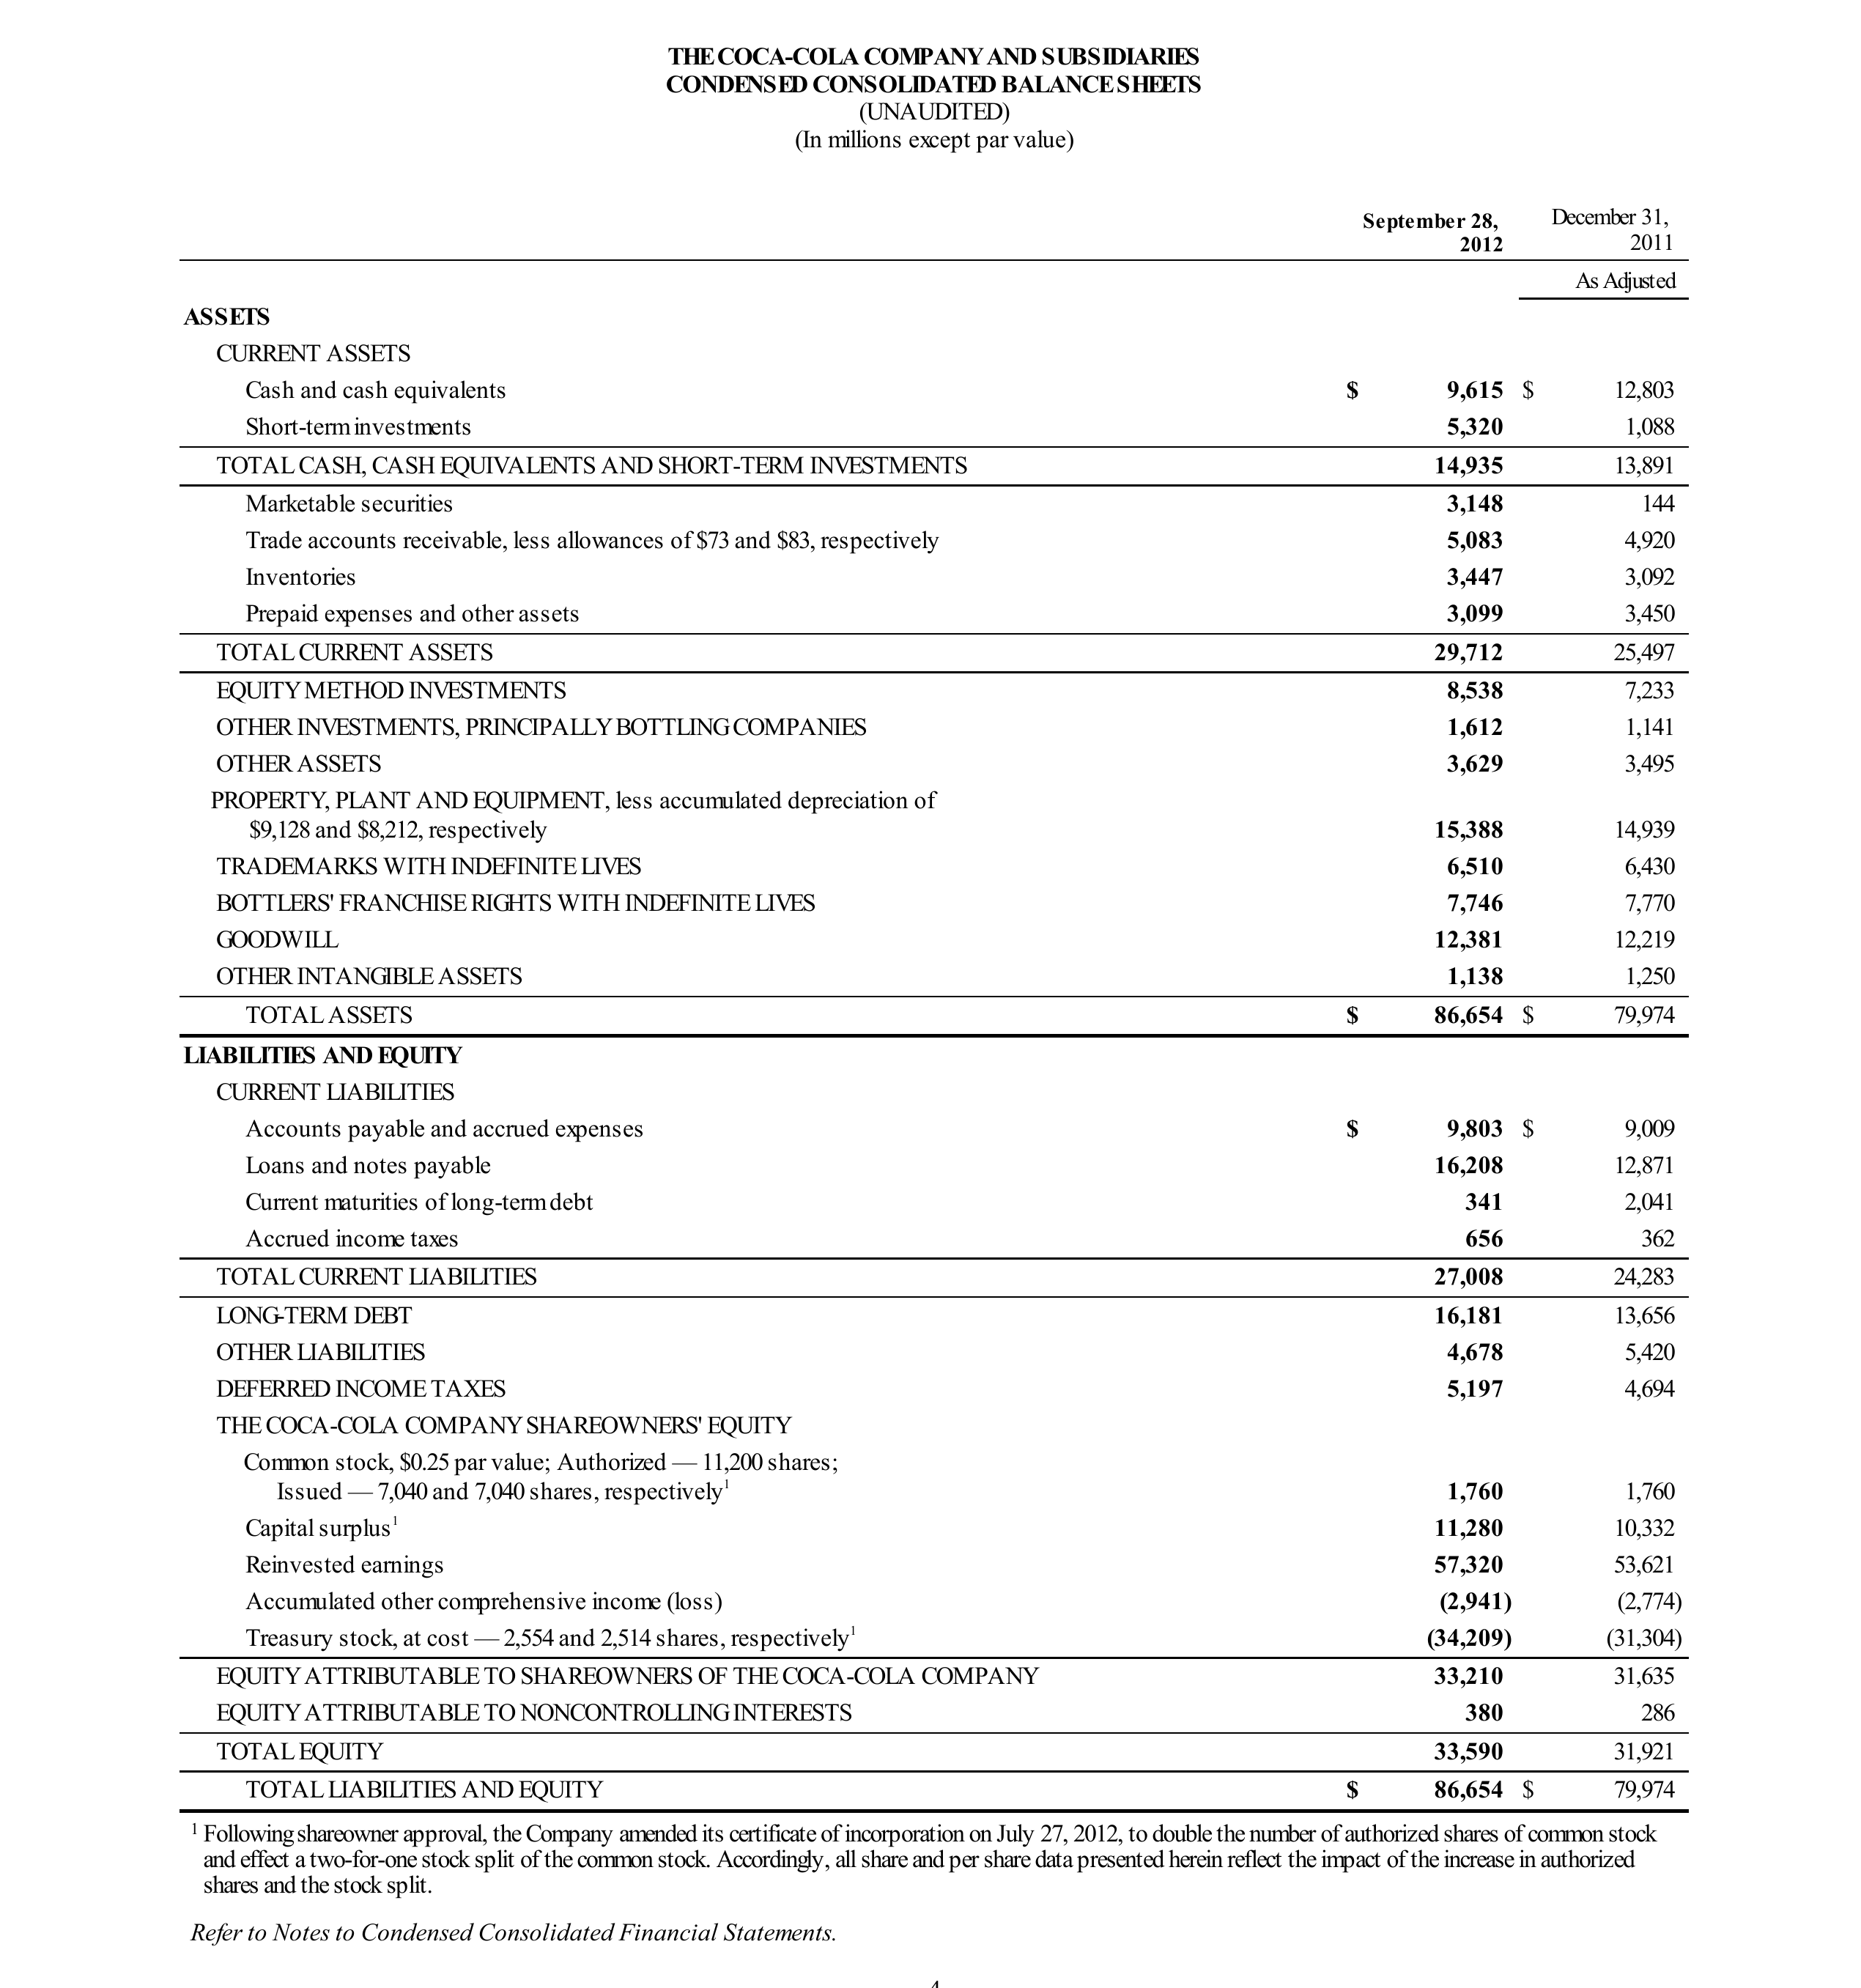 THE COCA-COLA COMPANY AND SUBSIDIARIES
CONDENSED CONSOLIDATED BALANCE SHEETS
(UNAUDITED)
(In millions except par value)
September 28, 2012 December 31, 2011
As Adjusted
ASSETS
CURRENT ASSETS
Cash and cash equivalents $ 9,615 $ 12,803
Short-term investments 5,320 1,088
TOTAL CASH, CASH EQUIVALENTS AND SHORT-TERM INVESTMENTS 14,935 13,891
Marketable securities 3,148 144
Trade accounts receivable, less allowances of $73 and $83, respectively 5,083 4,920
Inventories 3,447 3,092
Prepaid expenses and other assets 3,099 3,450
TOTAL CURRENT ASSETS 29,712 25,497
EQUITY METHOD INVESTMENTS 8,538 7,233
OTHER INVESTMENTS, PRINCIPALLY BOTTLING COMPANIES 1,612 1,141
OTHER ASSETS 3,629 3,495
PROPERTY, PLANT AND EQUIPMENT, less accumulated depreciation of
$9,128 and $8,212, respectively 15,388 14,939
TRADEMARKS WITH INDEFINITE LIVES 6,510 6,430
BOTTLERS' FRANCHISE RIGHTS WITH INDEFINITE LIVES 7,746 7,770
GOODWILL 12,381 12,219
OTHER INTANGIBLE ASSETS 1,138 1,250
TOTAL ASSETS $ 86,654 $ 79,974
LIABILITIES AND EQUITY
CURRENT LIABILITIES
Accounts payable and accrued expenses $ 9,803 $ 9,009
Loans and notes payable 16,208 12,871
Current maturities of long-term debt 341 2,041
Accrued income taxes 656 362
TOTAL CURRENT LIABILITIES 27,008 24,283
LONG-TERM DEBT 16,181 13,656
OTHER LIABILITIES 4,678 5,420
DEFERRED INCOME TAXES 5,197 4,694
THE COCA-COLA COMPANY SHAREOWNERS' EQUITY
Common stock, $0.25 par value; Authorized — 11,200 shares;
Issued — 7,040 and 7,040 shares, respectively1 1,760 1,760
Capital surplus1 11,280 10,332
Reinvested earnings 57,320 53,621
Accumulated other comprehensive income (loss) (2,941) (2,774)
Treasury stock, at cost — 2,554 and 2,514 shares, respectively1 (34,209) (31,304)
EQUITY ATTRIBUTABLE TO SHAREOWNERS OF THE COCA-COLA COMPANY 33,210 31,635
EQUITY ATTRIBUTABLE TO NONCONTROLLING INTERESTS 380 286
TOTAL EQUITY 33,590 31,921
TOTAL LIABILITIES AND EQUITY $ 86,654 $ 79,974
1 Following shareowner approval, the Company amended its certificate of incorporation on July 27, 2012, to double the number of authorized shares of common stock
and effect a two-for-one stock split of the common stock. Accordingly, all share and per share data presented herein reflect the impact of the increase in authorized
shares and the stock split.
Refer to Notes to Condensed Consolidated Financial Statements.